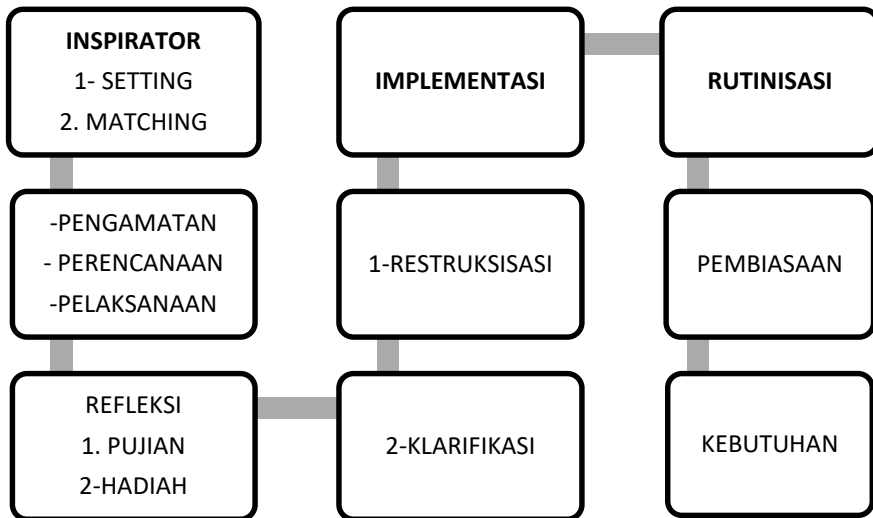 INSPIRATOR
1- SETTING
2. MATCHING
-PENGAMATAN
- PERENCANAAN
-PELAKSANAAN
REFLEKSI
1. PUJIAN
2-HADIAH
IMPLEMENTASI
1-RESTRUKSISASI
2-KLARIFIKASI
RUTINISASI
PEMBIASAAN
KEBUTUHAN